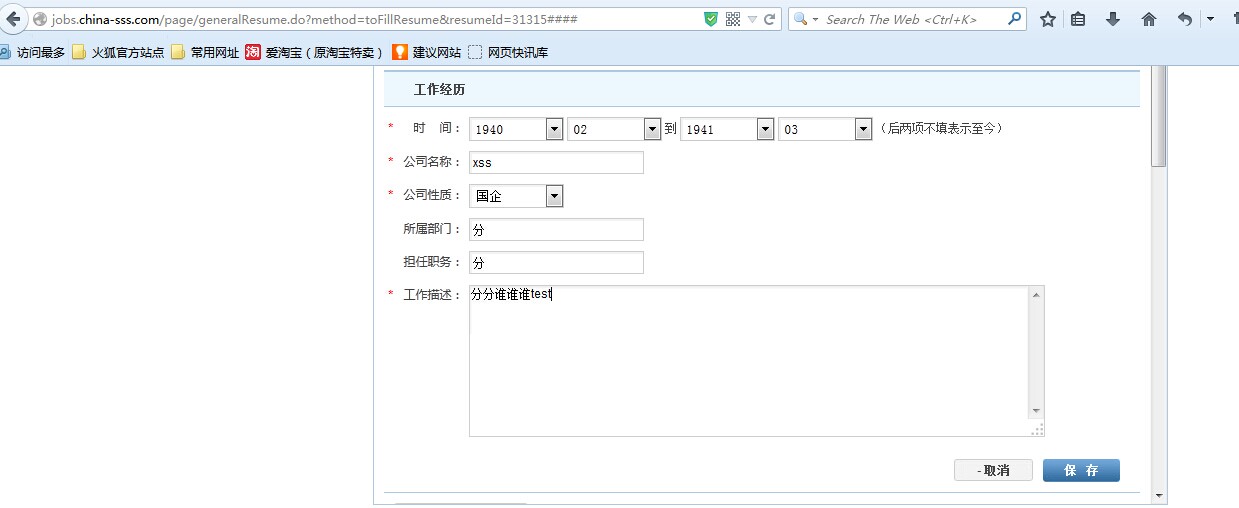 jobs.china-sss.com/page/generalResume.do?method=toFillResume&resumeId=31315####
Search The Web <Ctrl+K>
访问最多 火狐官方站点 常用网址 淘 爱淘宝（原淘宝特卖） 建议网站 网页快讯库
工作经历
* 时 间： 1940 02 到 1941 03 （后两项不填表示至今）
* 公司名称： xss
* 公司性质： 国企
所属部门： 分
担任职务： 分
* 工作描述： 分分谁谁谁test
-取消 保 存